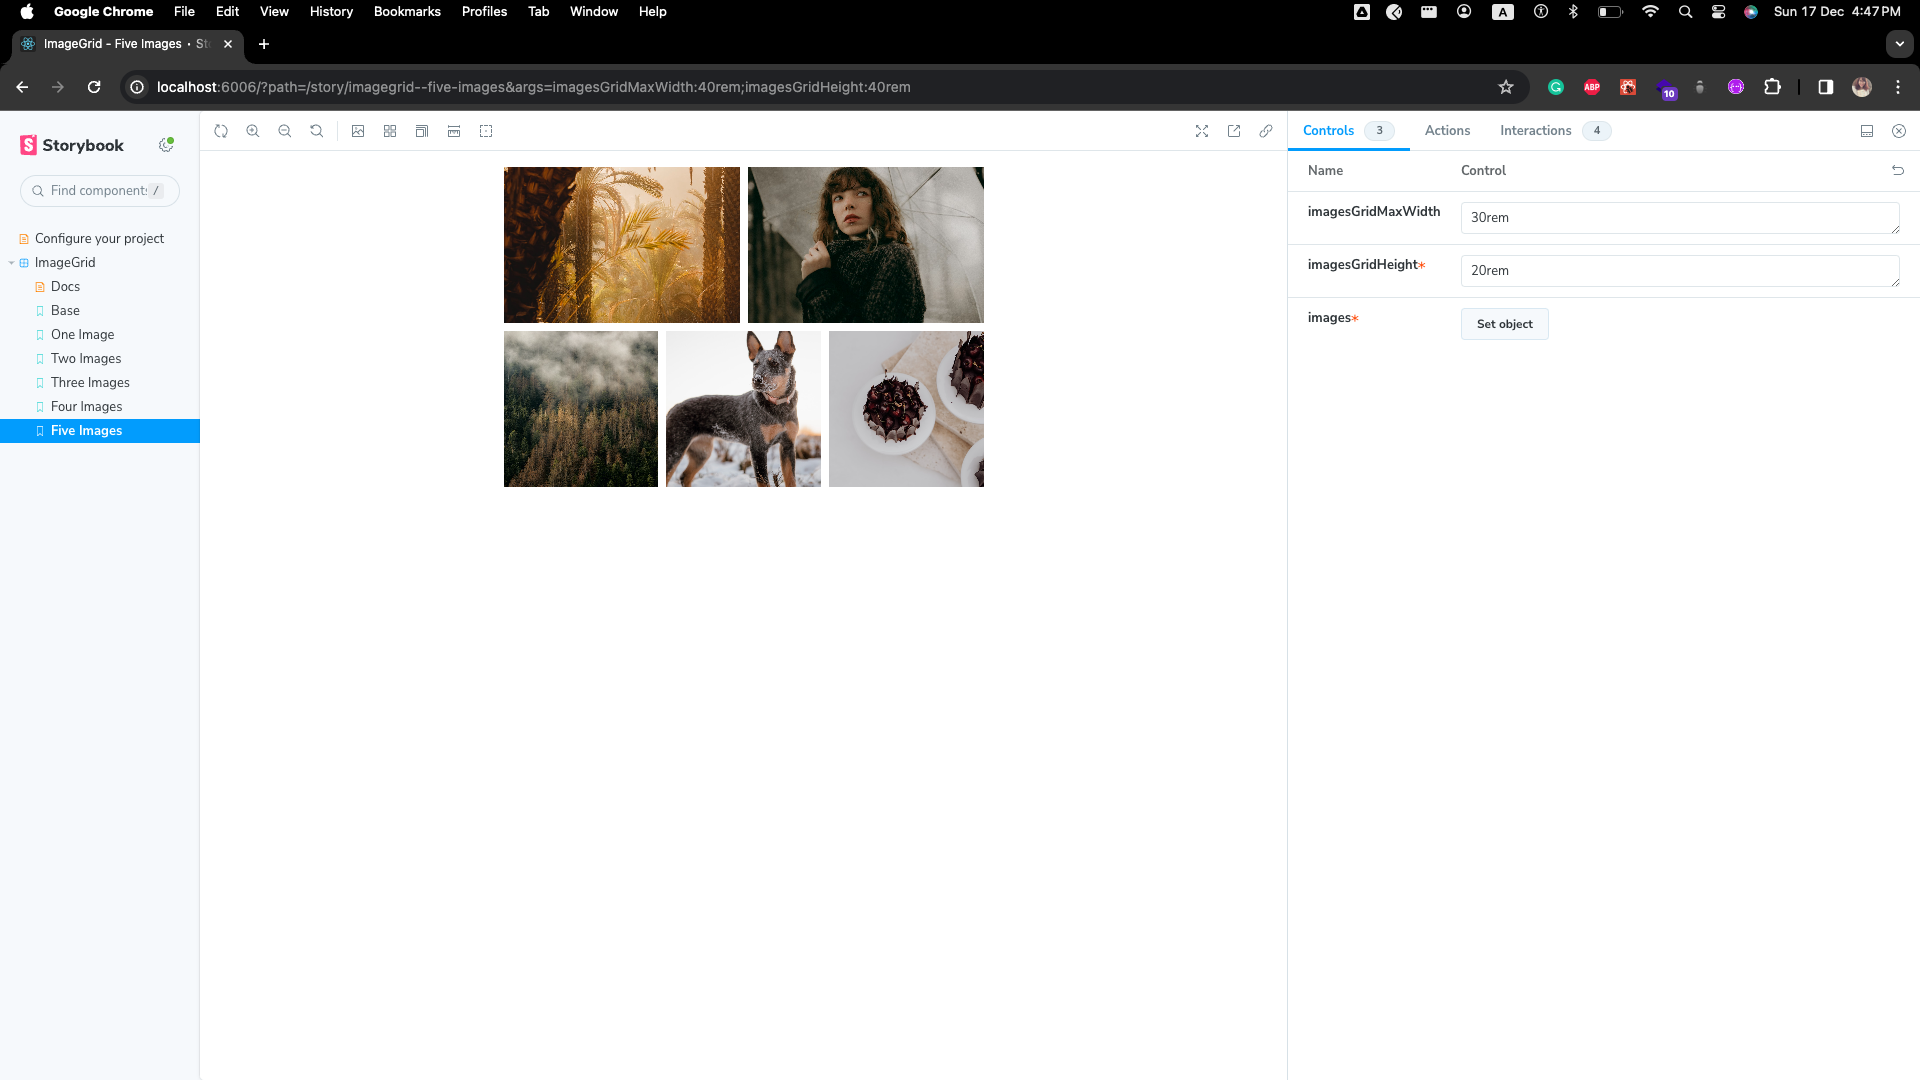 Google Chrome File Edit View History Bookmarks Profiles Tab Window Help A Sun 17 Dec 4:47 PM
ImageGrid - Five Images • St
localhost:6006/?path=/story/imagegrid--five-images&args=imagesGridMaxWidth:40rem;imagesGridHeight:40rem ABP 10
Storybook
Find components /
Configure your project
ImageGrid
Docs
Base
One Image
Two Images
Three Images
Four Images
Five Images
Controls 3 Actions Interactions 4
Name Control
imagesGridMaxWidth 30rem
imagesGridHeight* 20rem
images* Set object